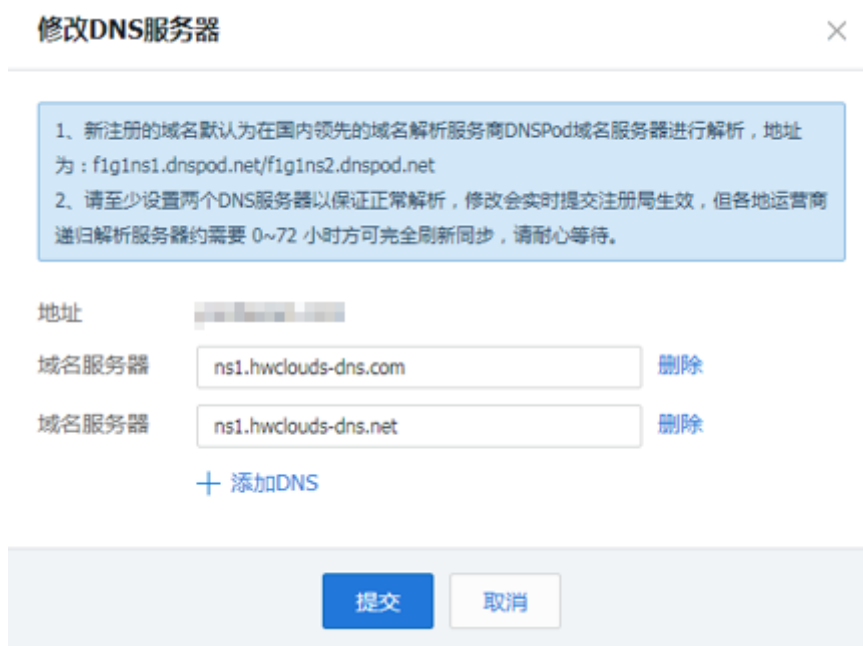 修改DNS服务器
1、新注册的域名默认为在国内领先的域名解析服务商DNSPod域名服务器进行解析，地址
为：f1g1ns1.dnspod.net/f1g1ns2.dnspod.net
2、请至少设置两个DNS服务器以保证正常解析，修改会实时提交注册局生效，但各地运营商
递归解析服务器约需要 0~72 小时方可完全刷新同步，请耐心等待。
地址
域名服务器 ns1.hwclouds-dns.com 删除
域名服务器 ns1.hwclouds-dns.net 删除
添加DNS
提交 取消